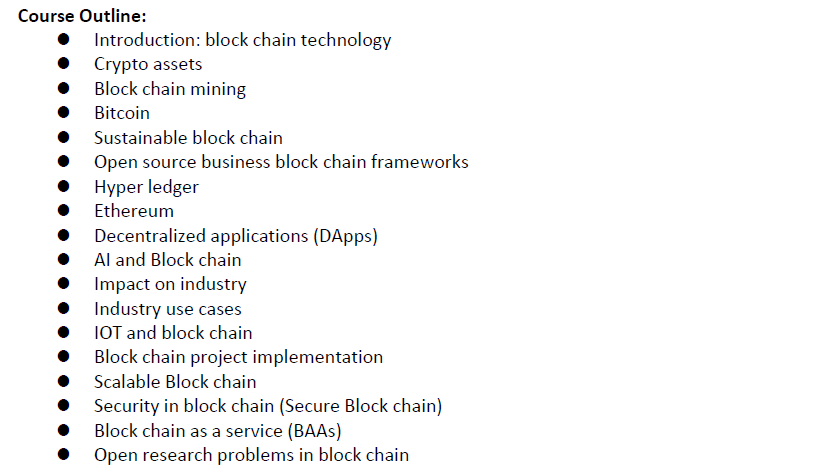 Course Outline:
● Introduction: block chain technology
● Crypto assets
● Block chain mining
● Bitcoin
● Sustainable block chain
● Open source business block chain frameworks
● Hyper ledger
● Ethereum
● Decentralized applications (DApps)
● AI and Block chain
● Impact on industry
● Industry use cases
● IOT and block chain
● Block chain project implementation
● Scalable Block chain
● Security in block chain (Secure Block chain)
● Block chain as a service (BAAs)
● Open research problems in block chain